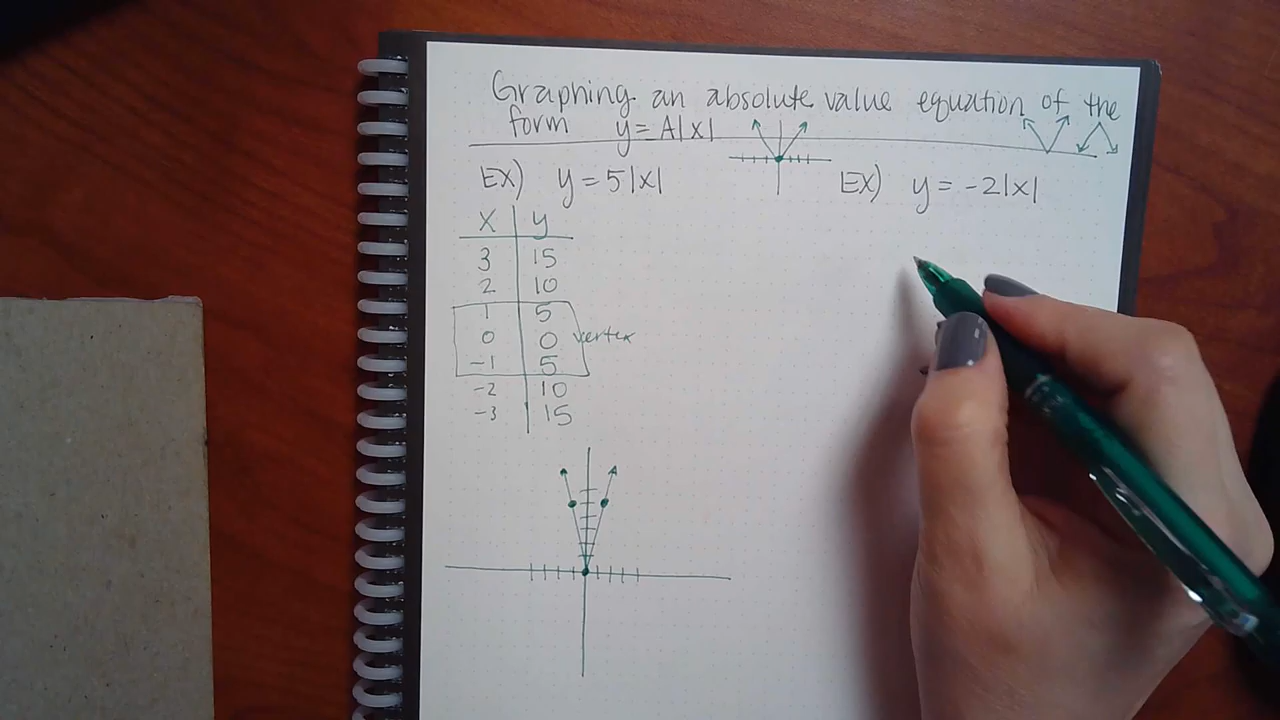 Graphing an absolute value equation of the
form y = A|x|
EX) y = 5|x|
EX) y = -2|x|
x y
3 15
2 10
1 5
0 0 vertex
-1 5
-2 10
-3 15